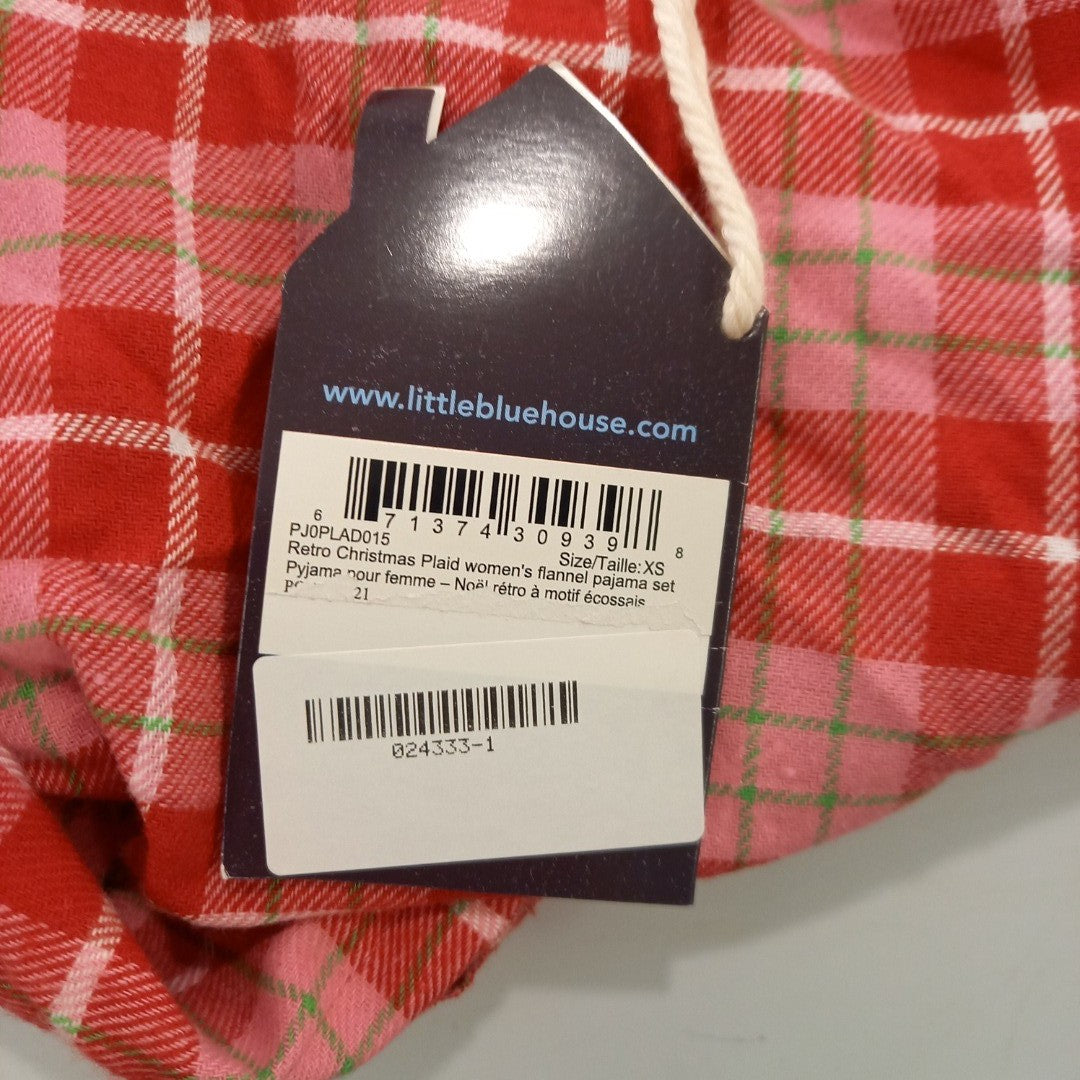 www.littlebluehouse.com
6 71374 30939 8
PJ0PLAD015
Size/Taille: XS
Retro Christmas Plaid women's flannel pajama set
Pyjama pour femme – Noël rétro à motif écossais
21
024333-1